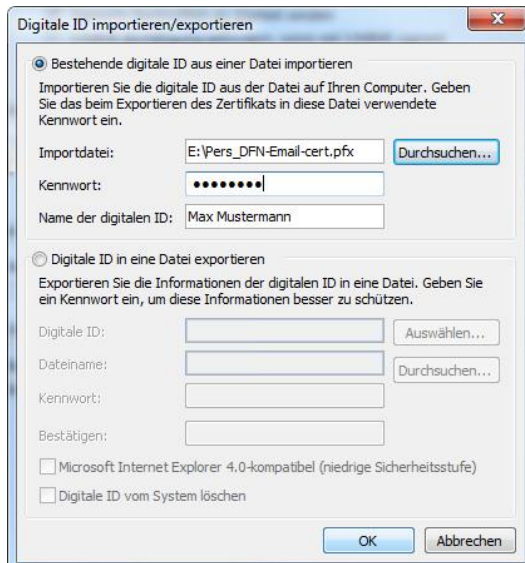 Digitale ID importieren/exportieren
Bestehende digitale ID aus einer Datei importieren
Importieren Sie die digitale ID aus der Datei auf Ihren Computer. Geben
Sie das beim Exportieren des Zertifikats in diese Datei verwendete
Kennwort ein.
Importdatei: E:\Pers_DFN-Email-cert.pfx Durchsuchen...
Kennwort: ●●●●●●●●
Name der digitalen ID: Max Mustermann
Digitale ID in eine Datei exportieren
Exportieren Sie die Informationen der digitalen ID in eine Datei. Geben Sie
ein Kennwort ein, um diese Informationen besser zu schützen.
Digitale ID: Auswählen...
Dateiname: Durchsuchen...
Kennwort:
Bestätigen:
Microsoft Internet Explorer 4.0-kompatibel (niedrige Sicherheitsstufe)
Digitale ID vom System löschen
OK Abbrechen